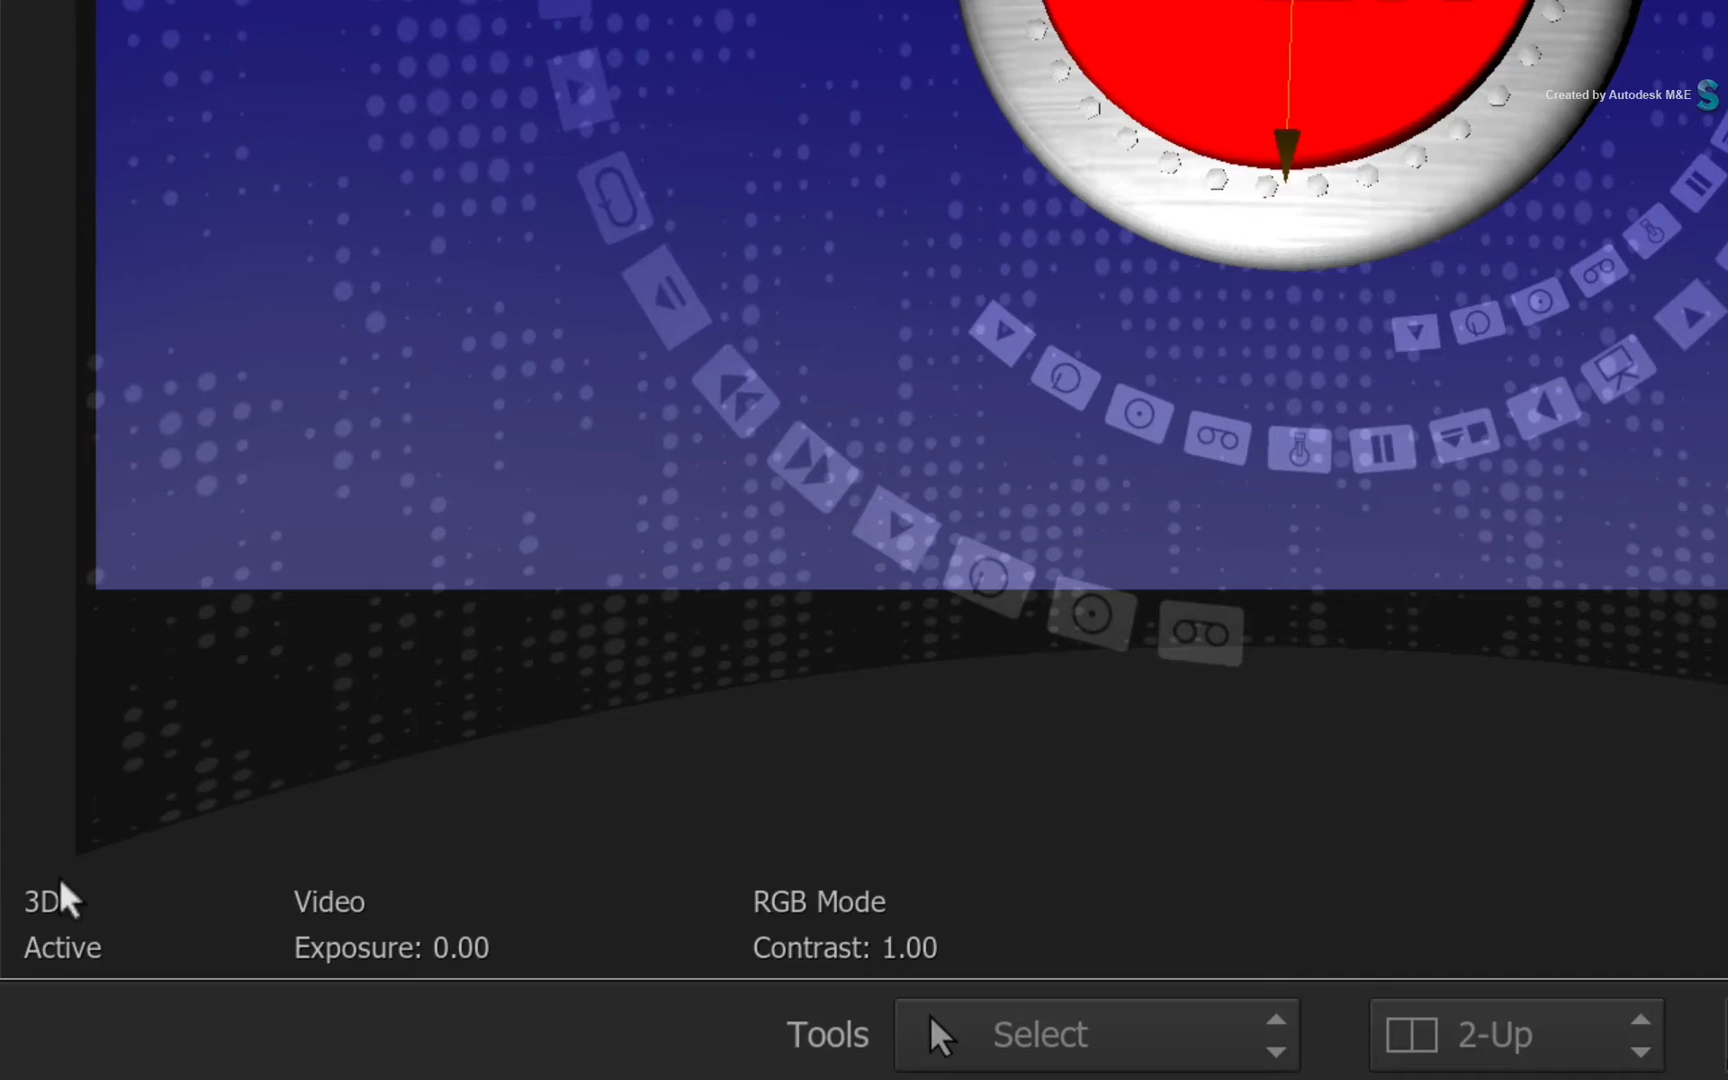 Created by Autodesk M&E
3D
Video
RGB Mode
Active
Exposure: 0.00
Contrast: 1.00
Tools
Select
2-Up